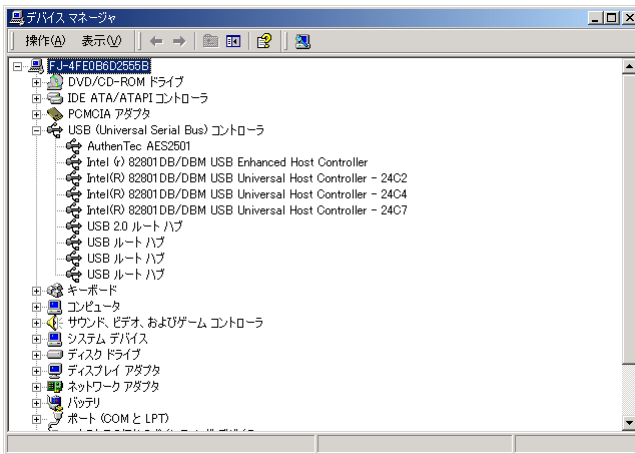 デバイス マネージャ
操作(A) 表示(V)
FJ-4FE0B6D2555B
DVD/CD-ROM ドライブ
IDE ATA/ATAPI コントローラ
PCMCIA アダプタ
USB (Universal Serial Bus) コントローラ
AuthenTec AES2501
Intel (r) 82801DB/DBM USB Enhanced Host Controller
Intel(R) 82801DB/DBM USB Universal Host Controller - 24C2
Intel(R) 82801DB/DBM USB Universal Host Controller - 24C4
Intel(R) 82801DB/DBM USB Universal Host Controller - 24C7
USB 2.0 ルート ハブ
USB ルート ハブ
USB ルート ハブ
USB ルート ハブ
キーボード
コンピュータ
サウンド、ビデオ、およびゲーム コントローラ
システム デバイス
ディスク ドライブ
ディスプレイ アダプタ
ネットワーク アダプタ
バッテリ
ポート (COM と LPT)